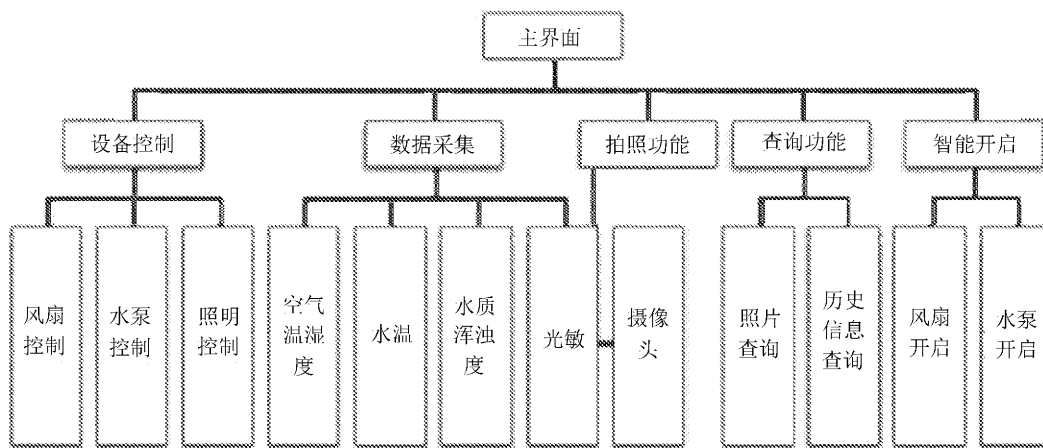 主界面
设备控制
数据采集
拍照功能
查询功能
智能开启
风扇
控制
水泵
控制
照明
控制
空气
温湿
度
水温
水质
浑浊
度
光敏
摄像
头
照片
查询
历史
信息
查询
风扇
开启
水泵
开启